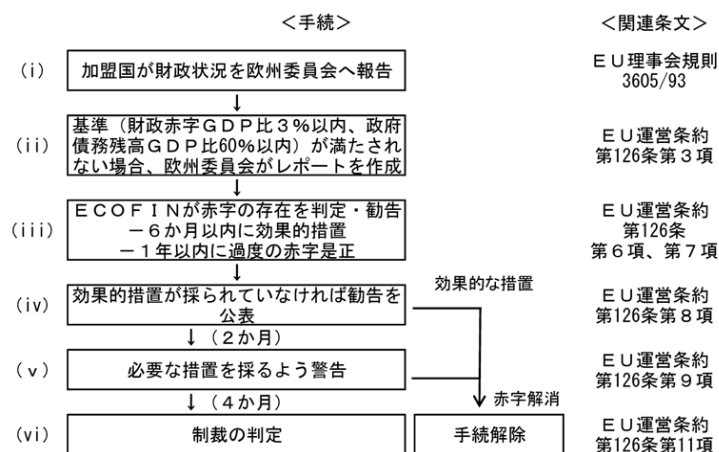 ＜手続＞
＜関連条文＞
(i)
加盟国が財政状況を欧州委員会へ報告
ＥＵ理事会規則
3605/93
↓
(ii)
基準（財政赤字ＧＤＰ比３％以内、政府
債務残高ＧＤＰ比60％以内）が満たされ
ない場合、欧州委員会がレポートを作成
ＥＵ運営条約
第126条第３項
↓
(iii)
ＥＣＯＦＩＮが赤字の存在を判定・勧告
－６か月以内に効果的措置
－１年以内に過度の赤字是正
ＥＵ運営条約
第126条
第６項、第７項
↓
(iv)
効果的措置が採られていなければ勧告を
公表
効果的な措置
ＥＵ運営条約
第126条第８項
↓（２か月）
(ｖ)
必要な措置を採るよう警告
ＥＵ運営条約
第126条第９項
↓（４か月）
赤字解消
(vi)
制裁の判定
手続解除
ＥＵ運営条約
第126条第11項